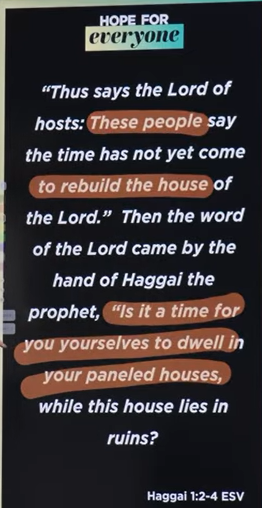 HOPE FOR
everyone
“Thus says the Lord of
hosts: These people say
the time has not yet come
to rebuild the house of
the Lord.” Then the word
of the Lord came by the
hand of Haggai the
prophet, “Is it a time for
you yourselves to dwell in
your paneled houses,
while this house lies in
ruins?
Haggai 1:2-4 ESV